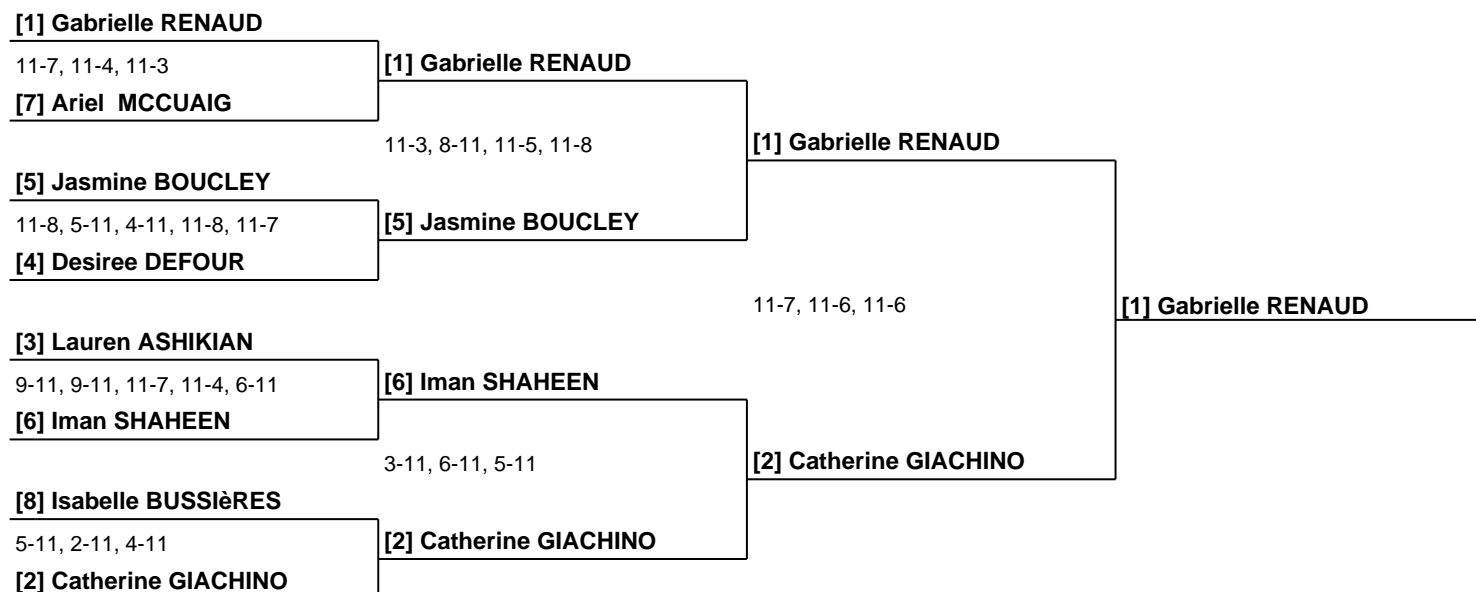 [1] Gabrielle RENAUD
11-7, 11-4, 11-3
[1] Gabrielle RENAUD
[7] Ariel  MCCUAIG
11-3, 8-11, 11-5, 11-8
[1] Gabrielle RENAUD
[5] Jasmine BOUCLEY
11-8, 5-11, 4-11, 11-8, 11-7
[5] Jasmine BOUCLEY
[4] Desiree DEFOUR
11-7, 11-6, 11-6
[1] Gabrielle RENAUD
[3] Lauren ASHIKIAN
9-11, 9-11, 11-7, 11-4, 6-11
[6] Iman SHAHEEN
[6] Iman SHAHEEN
3-11, 6-11, 5-11
[2] Catherine GIACHINO
[8] Isabelle BUSSIèRES
5-11, 2-11, 4-11
[2] Catherine GIACHINO
[2] Catherine GIACHINO